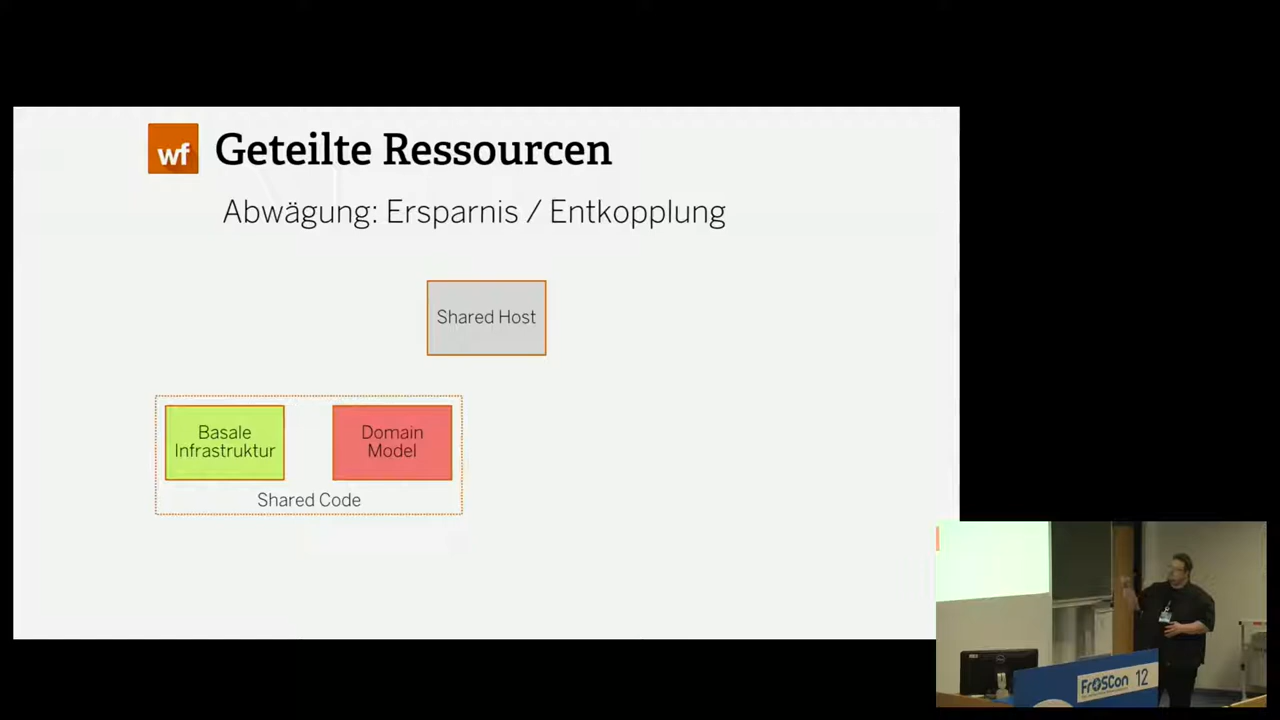 wf Geteilte Ressourcen
Abwägung: Ersparnis / Entkopplung
Shared Host
Basale
Infrastruktur
Domain
Model
Shared Code
FrOSCon 12